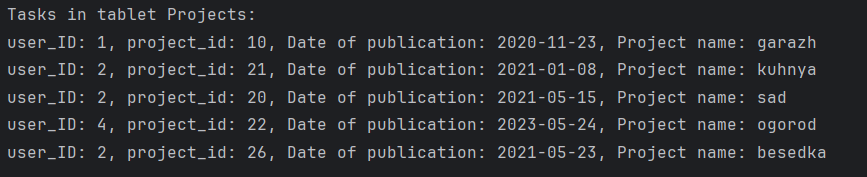 Tasks in tablet Projects:
user_ID: 1, project_id: 10, Date of publication: 2020-11-23, Project name: garazh
user_ID: 2, project_id: 21, Date of publication: 2021-01-08, Project name: kuhnya
user_ID: 2, project_id: 20, Date of publication: 2021-05-15, Project name: sad
user_ID: 4, project_id: 22, Date of publication: 2023-05-24, Project name: ogorod
user_ID: 2, project_id: 26, Date of publication: 2021-05-23, Project name: besedka